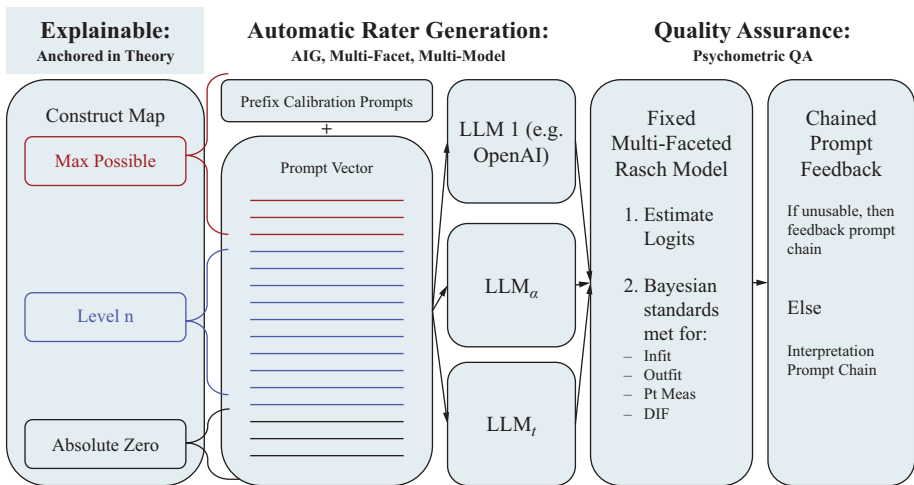 Explainable:
Anchored in Theory
Automatic Rater Generation:
AIG, Multi-Facet, Multi-Model
Quality Assurance:
Psychometric QA
Construct Map
Max Possible
Level n
Absolute Zero
Prefix Calibration Prompts
+
Prompt Vector
LLM 1 (e.g.
OpenAI)
LLMα
LLMt
Fixed
Multi-Faceted
Rasch Model
1. Estimate
Logits
2. Bayesian
standards
met for:
– Infit
– Outfit
– Pt Meas
– DIF
Chained
Prompt
Feedback
If unusable, then
feedback prompt
chain
Else
Interpretation
Prompt Chain